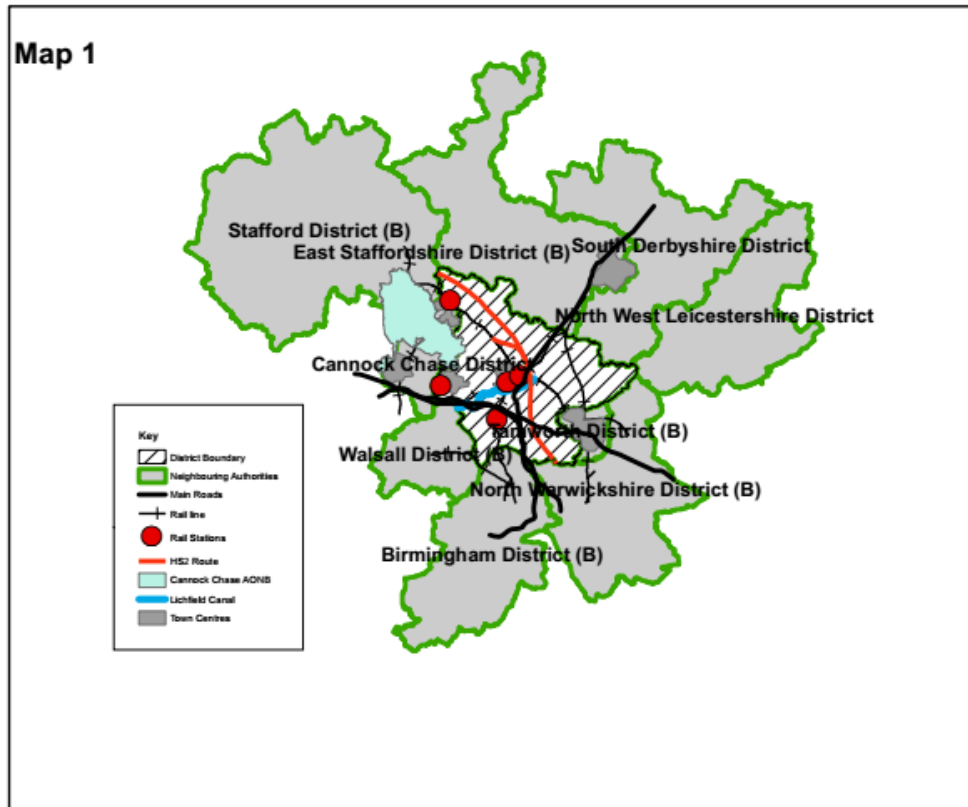 Map 1
Stafford District (B)
East Staffordshire District (B)
South Derbyshire District
North West Leicestershire District
Cannock Chase District
Tamworth District (B)
Walsall District (B)
North Warwickshire District (B)
Birmingham District (B)
Key
District Boundary
Neighbouring Authorities
Main Roads
Rail line
Rail Stations
HS2 Route
Cannock Chase AONB
Lichfield Canal
Town Centres